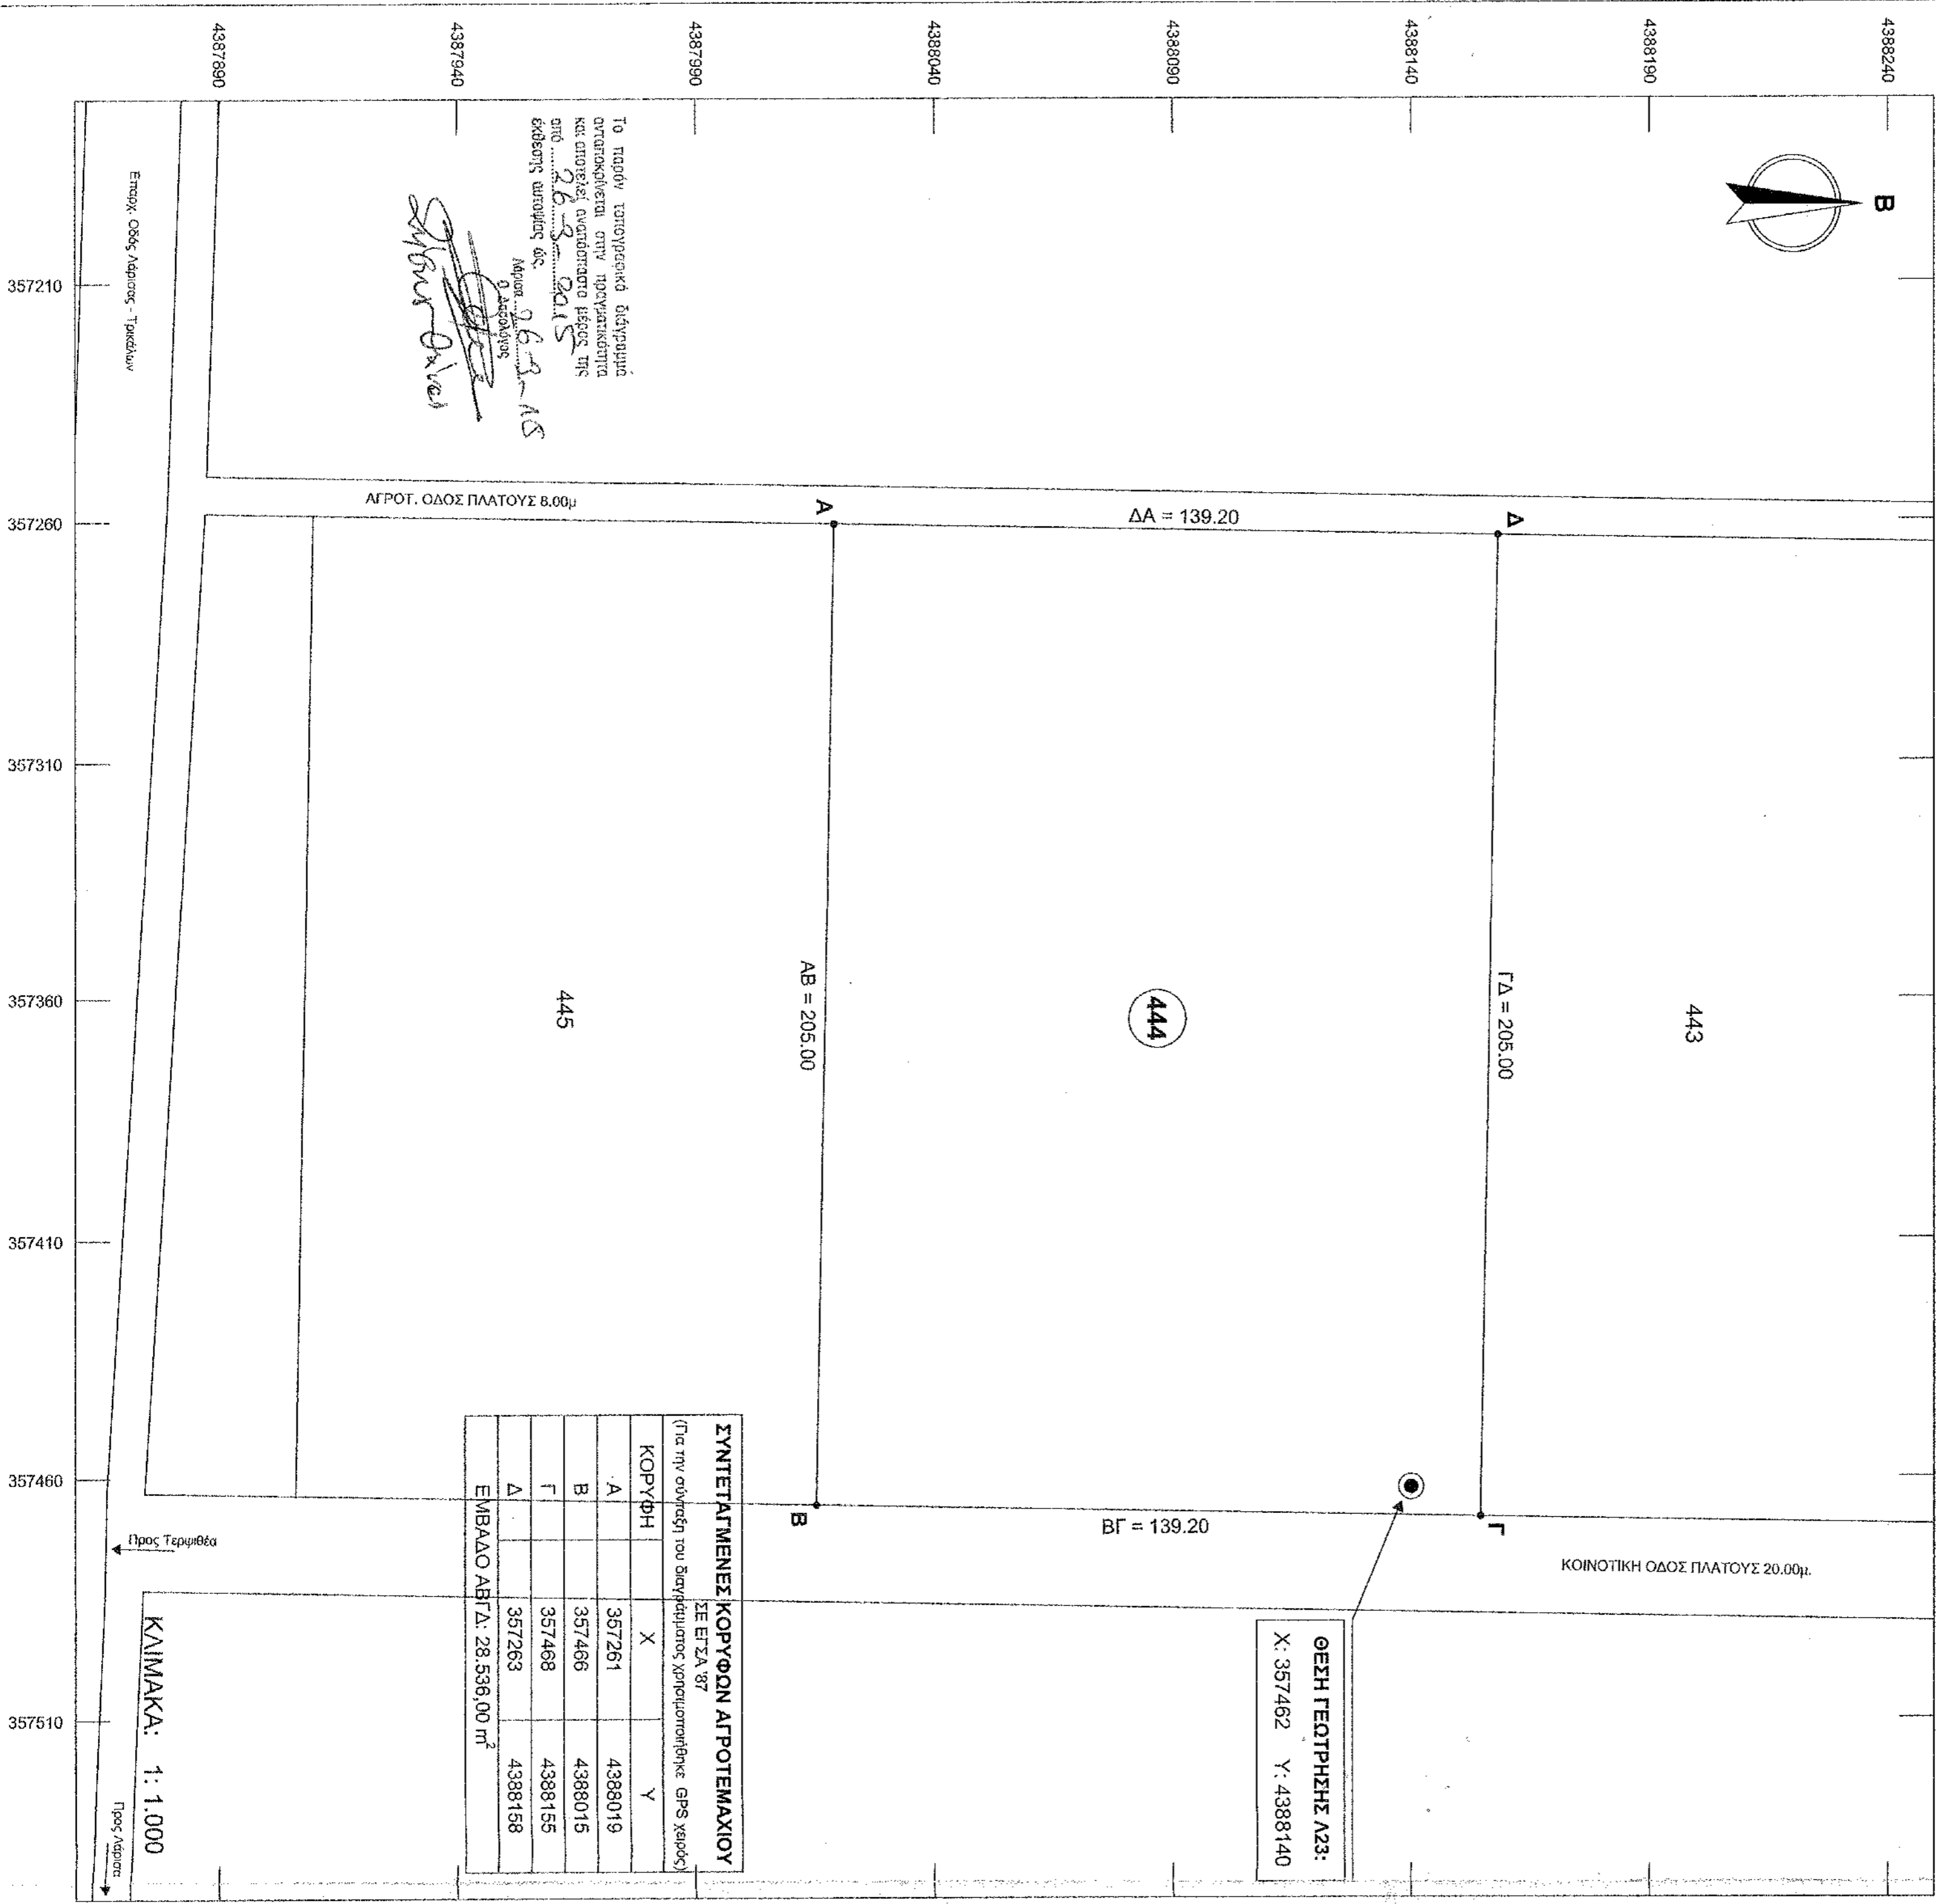 4388240
4388190
4388140
4388090
4388040
4387990
4387940
4387890
Β
Το παρόν τοπογραφικό διάγραμμα
ανταποκρίνεται στην πραγματικότητα
και αποτελεί αναπόσπαστο μέρος της
από 26-3-2015
έκθεσης αυτοψίας ως.
Λάρισα 26-3-15
357210
357260
357310
357360
357410
357460
357510
Επαρχ. Οδός Λάρισας - Τρικάλων
ΑΓΡΟΤ. ΟΔΟΣ ΠΛΑΤΟΥΣ 8.00μ
Α
ΔΑ = 139.20
Δ
443
ΓΔ = 205.00
444
ΑΒ = 205.00
445
Β
ΒΓ = 139.20
Γ
ΚΟΙΝΟΤΙΚΗ ΟΔΟΣ ΠΛΑΤΟΥΣ 20.00μ.
ΘΕΣΗ ΓΕΩΤΡΗΣΗΣ Λ23:
Χ: 357462 Υ: 4388140
ΣΥΝΤΕΤΑΓΜΕΝΕΣ ΚΟΡΥΦΩΝ ΑΓΡΟΤΕΜΑΧΙΟΥ
ΣΕ ΕΓΣΑ '87
(Για την σύνταξη του διαγράμματος χρησιμοποιήθηκε GPS χειρός)
ΚΟΡΥΦΗ Χ Υ
Α 357261 4388019
Β 357466 4388015
Γ 357468 4388155
Δ 357263 4388158
ΕΜΒΑΔΟ ΑΒΓΔ: 28.536,00 m²
Προς Τερψιθέα
ΚΛΙΜΑΚΑ: 1: 1.000
Προς Λάρισα